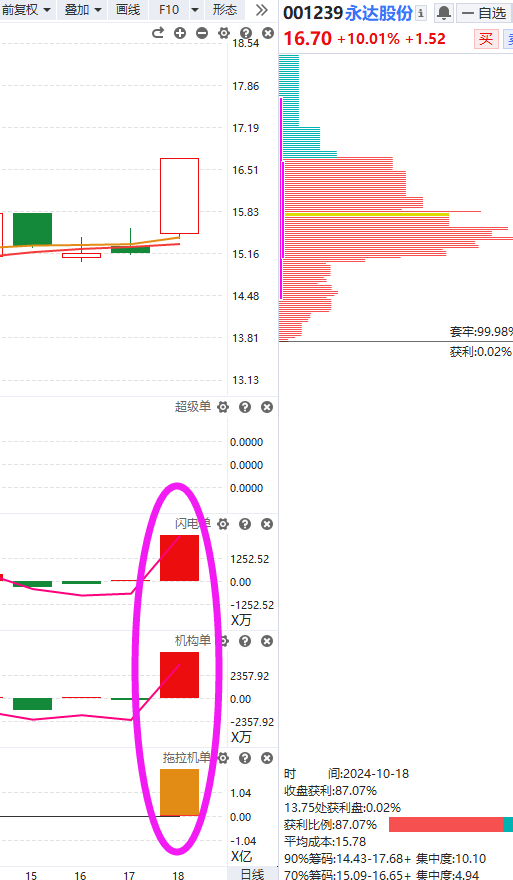 前复权 叠加 画线 F10 形态
001239 永达股份 自选
16.70 +10.01% +1.52 买
18.54
17.86
17.19
16.51
15.83
15.16
14.48
13.81
13.13
套牢:99.98%
获利:0.02%
超级单
0.0000
0.0000
0.0000
闪电单
1252.52
0.00
-1252.52
X万
机构单
2357.92
0.00
-2357.92
X万
拖拉机单
1.04
0.00
-1.04
X亿
15 16 17 18 日线
时 间:2024-10-18
收盘获利:87.07%
13.75处获利盘:0.02%
获利比例:87.07%
平均成本:15.78
90%筹码:14.43-17.68+ 集中度:10.10
70%筹码:15.09-16.65+ 集中度:4.94